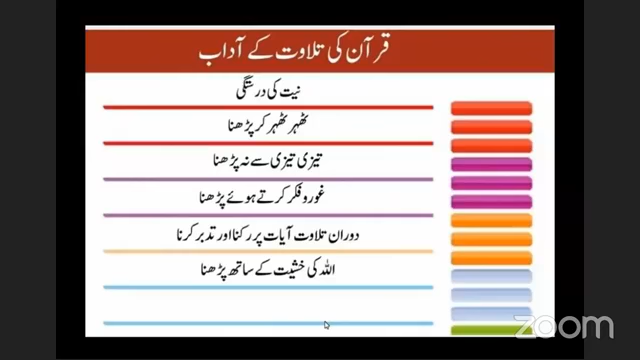 قرآن کی تلاوت کے آداب
نیت کی درستگی
ٹھہر ٹھہر کر پڑھنا
تیزی تیزی سے نہ پڑھنا
غور و فکر کرتے ہوئے پڑھنا
دوران تلاوت آیات پر رکنا اور تدبر کرنا
اللہ کی خشیت کے ساتھ پڑھنا
zoom